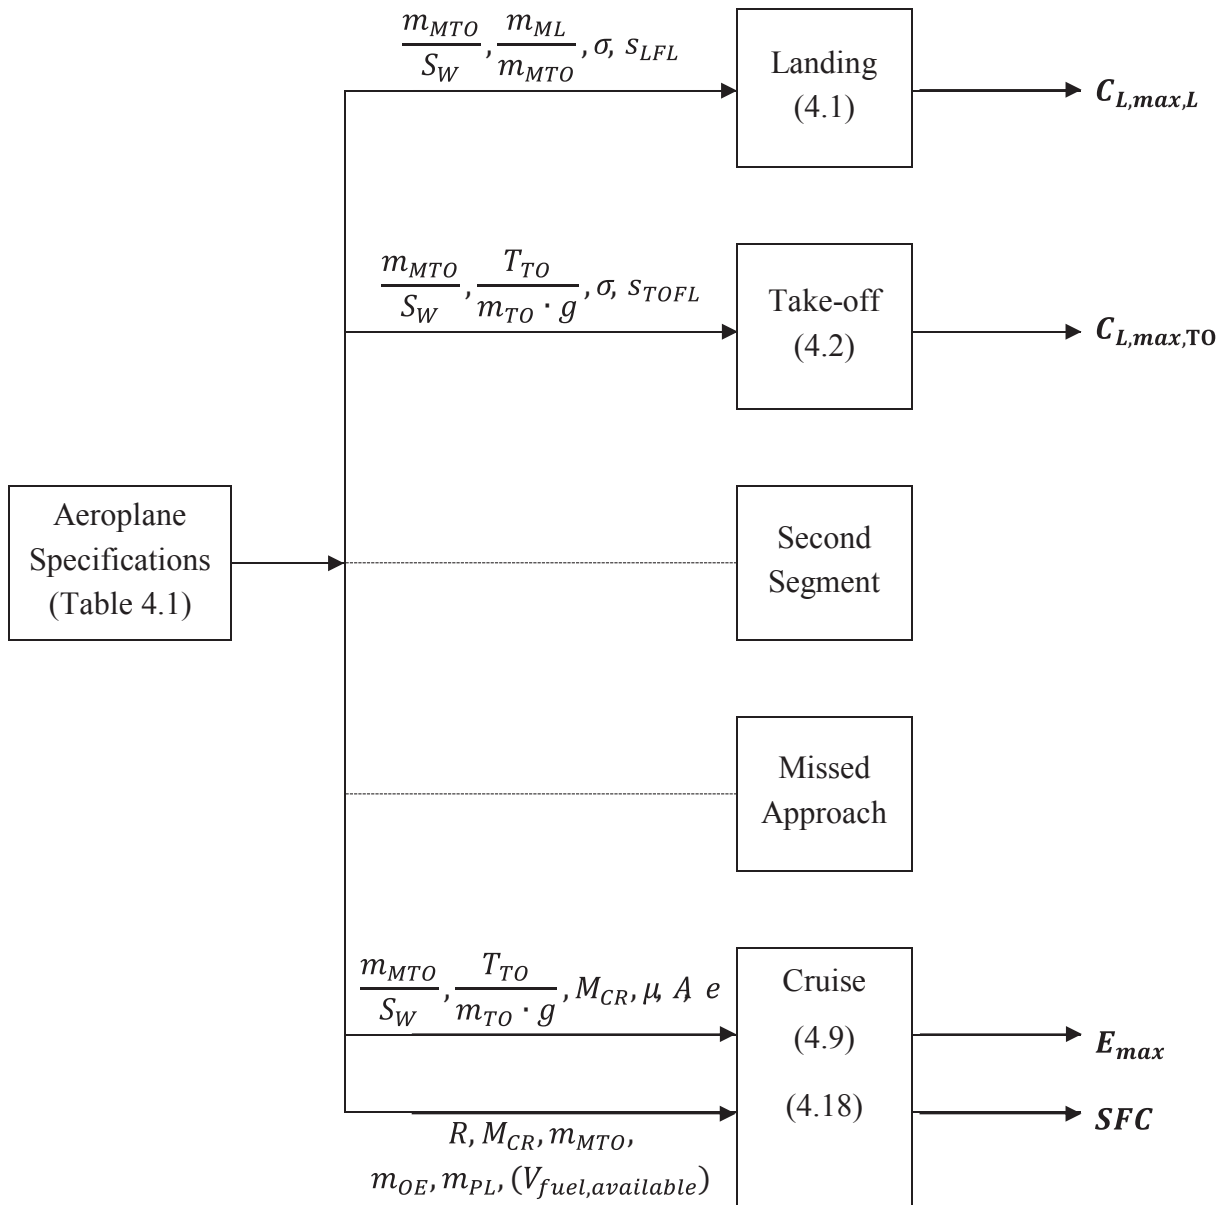 m_MTO/S_W, m_ML/m_MTO, σ, s_LFL
Landing
(4.1)
C_L,max,L
m_MTO/S_W, T_TO/(m_TO · g), σ, s_TOFL
Take-off
(4.2)
C_L,max,TO
Aeroplane
Specifications
(Table 4.1)
Second
Segment
Missed
Approach
m_MTO/S_W, T_TO/(m_TO · g), M_CR, μ, A, e
Cruise
(4.9)
E_max
(4.18)
SFC
R, M_CR, m_MTO,
m_OE, m_PL, (V_fuel,available)